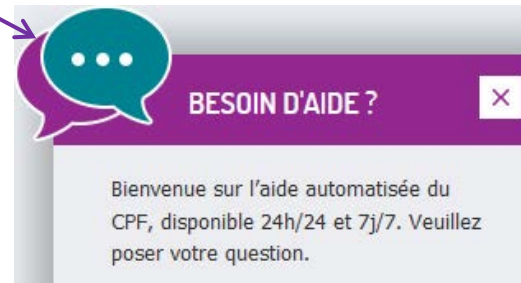 BESOIN D'AIDE ?
Bienvenue sur l'aide automatisée du
CPF, disponible 24h/24 et 7j/7. Veuillez
poser votre question.